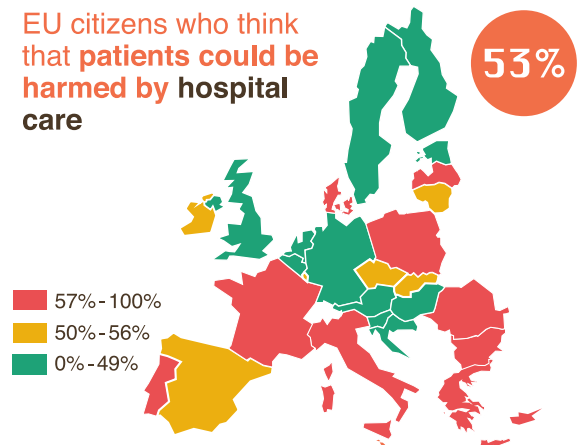 EU citizens who think
that patients could be
harmed by hospital
care
53%
57%-100%
50%-56%
0%-49%